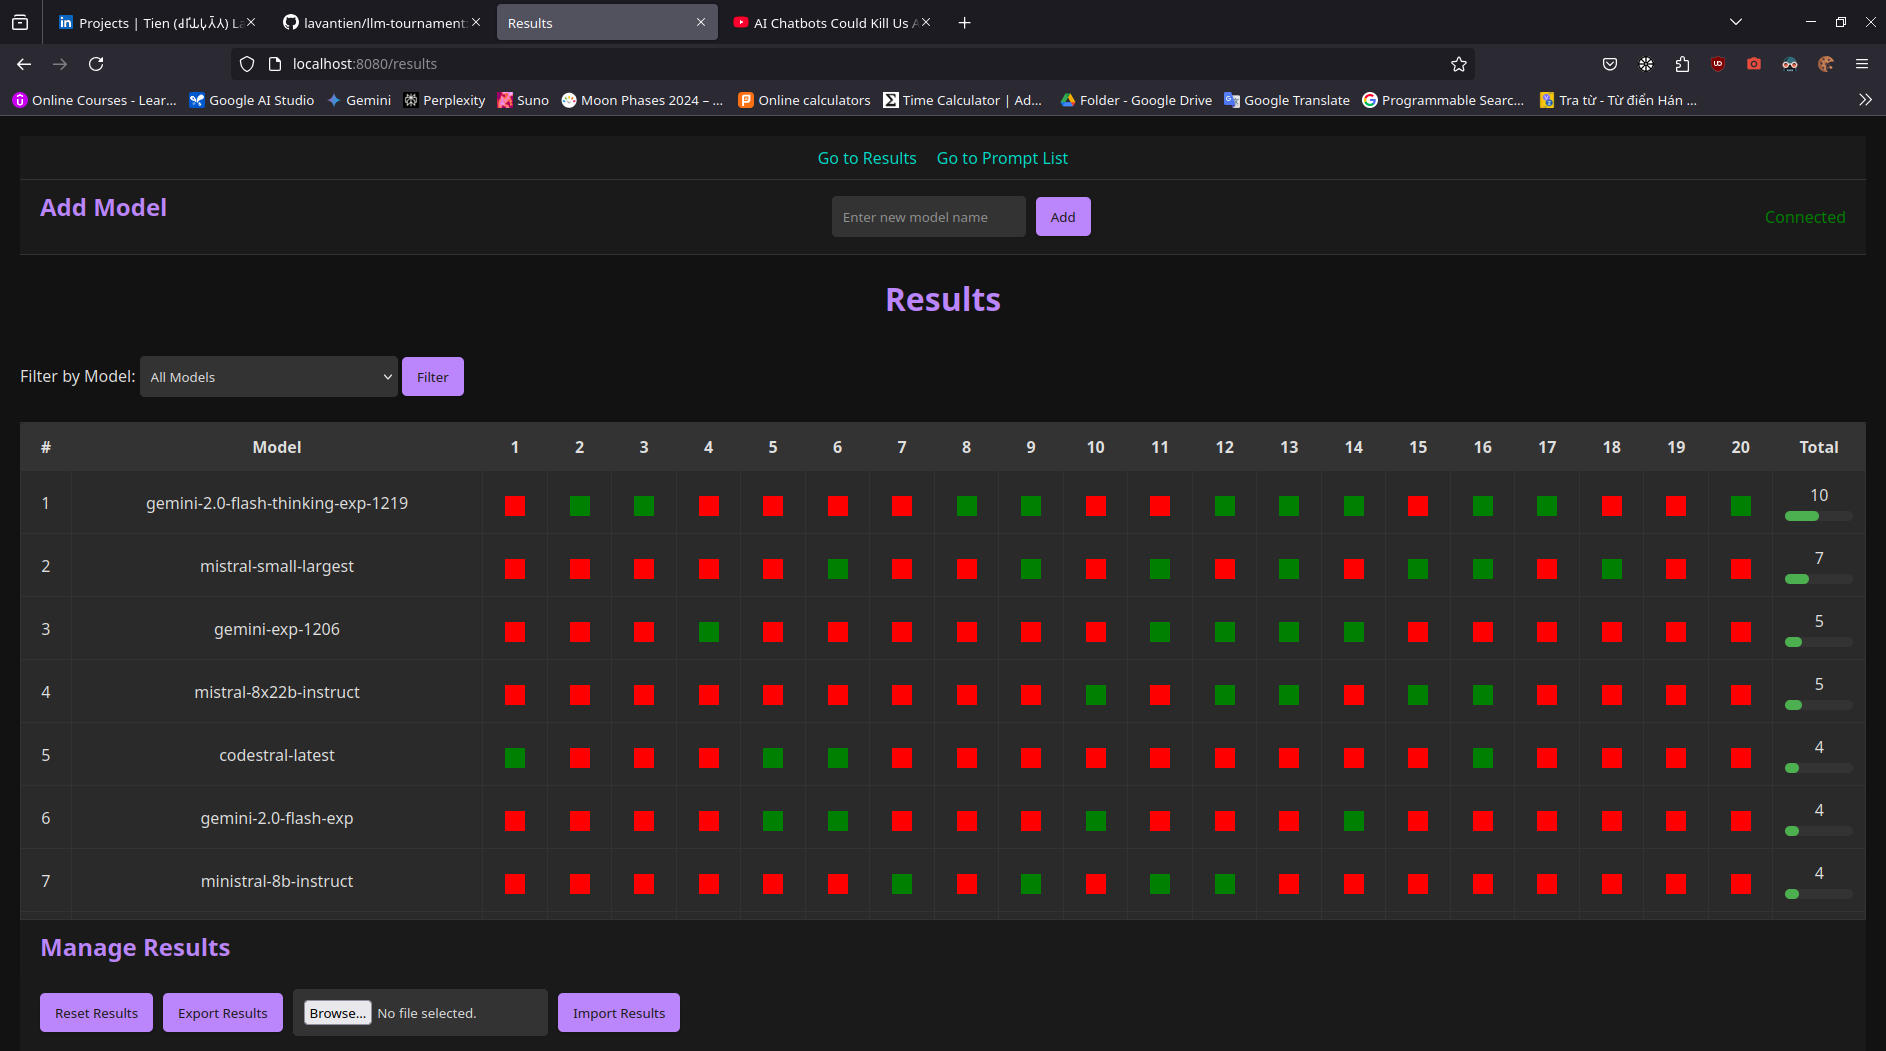 Projects | Tien ( L
lavantien/llm-tournament:
Results
AI Chatbots Could Kill Us A
localhost:8080/results
Online Courses - Lear...
Google AI Studio
Gemini
Perplexity
Suno
Moon Phases 2024 – ...
Online calculators
Time Calculator | Ad...
Folder - Google Drive
Google Translate
Programmable Searc...
Tra từ - Từ điển Hán ...
Go to Results Go to Prompt List
Add Model
Enter new model name
Add
Connected
Results
Filter by Model: All Models Filter
# Model 1 2 3 4 5 6 7 8 9 10 11 12 13 14 15 16 17 18 19 20 Total
1 gemini-2.0-flash-thinking-exp-1219 10
2 mistral-small-largest 7
3 gemini-exp-1206 5
4 mistral-8x22b-instruct 5
5 codestral-latest 4
6 gemini-2.0-flash-exp 4
7 ministral-8b-instruct 4
Manage Results
Reset Results Export Results Browse... No file selected. Import Results